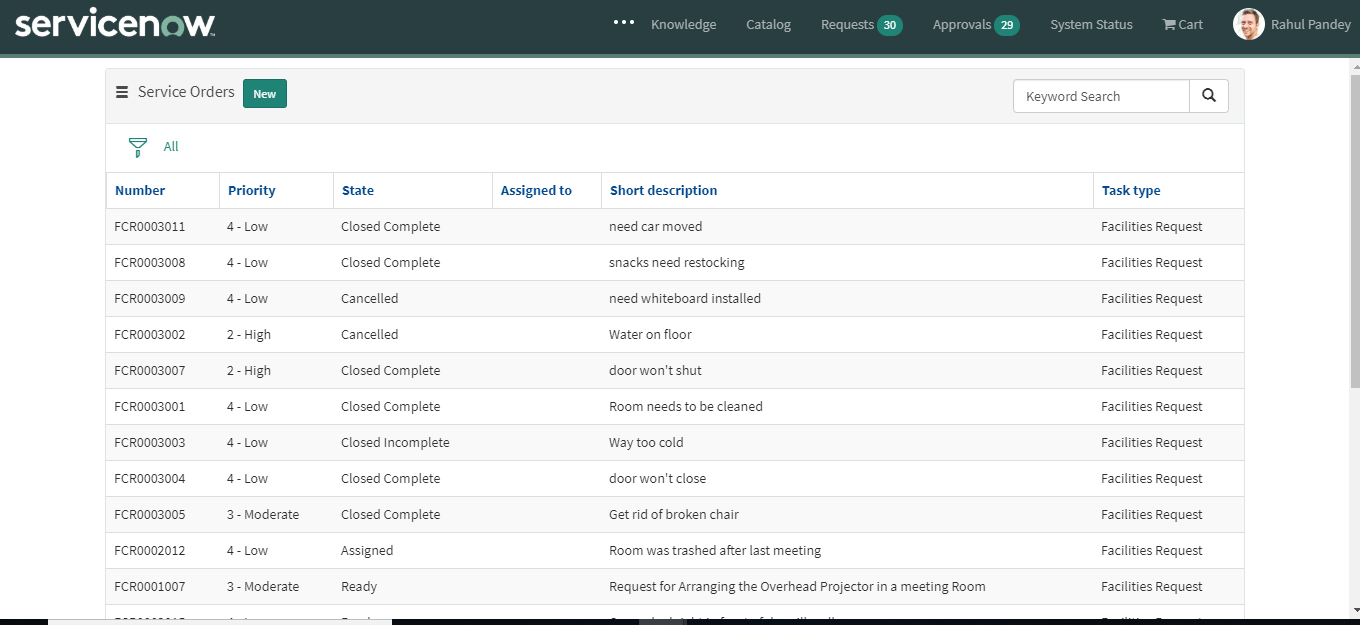 servicenow ••• Knowledge Catalog Requests 30 Approvals 29 System Status Cart Rahul Pandey
Service Orders New Keyword Search
All
Number Priority State Assigned to Short description Task type
FCR0003011 4 - Low Closed Complete need car moved Facilities Request
FCR0003008 4 - Low Closed Complete snacks need restocking Facilities Request
FCR0003009 4 - Low Cancelled need whiteboard installed Facilities Request
FCR0003002 2 - High Cancelled Water on floor Facilities Request
FCR0003007 2 - High Closed Complete door won't shut Facilities Request
FCR0003001 4 - Low Closed Complete Room needs to be cleaned Facilities Request
FCR0003003 4 - Low Closed Incomplete Way too cold Facilities Request
FCR0003004 4 - Low Closed Complete door won't close Facilities Request
FCR0003005 3 - Moderate Closed Complete Get rid of broken chair Facilities Request
FCR0002012 4 - Low Assigned Room was trashed after last meeting Facilities Request
FCR0001007 3 - Moderate Ready Request for Arranging the Overhead Projector in a meeting Room Facilities Request